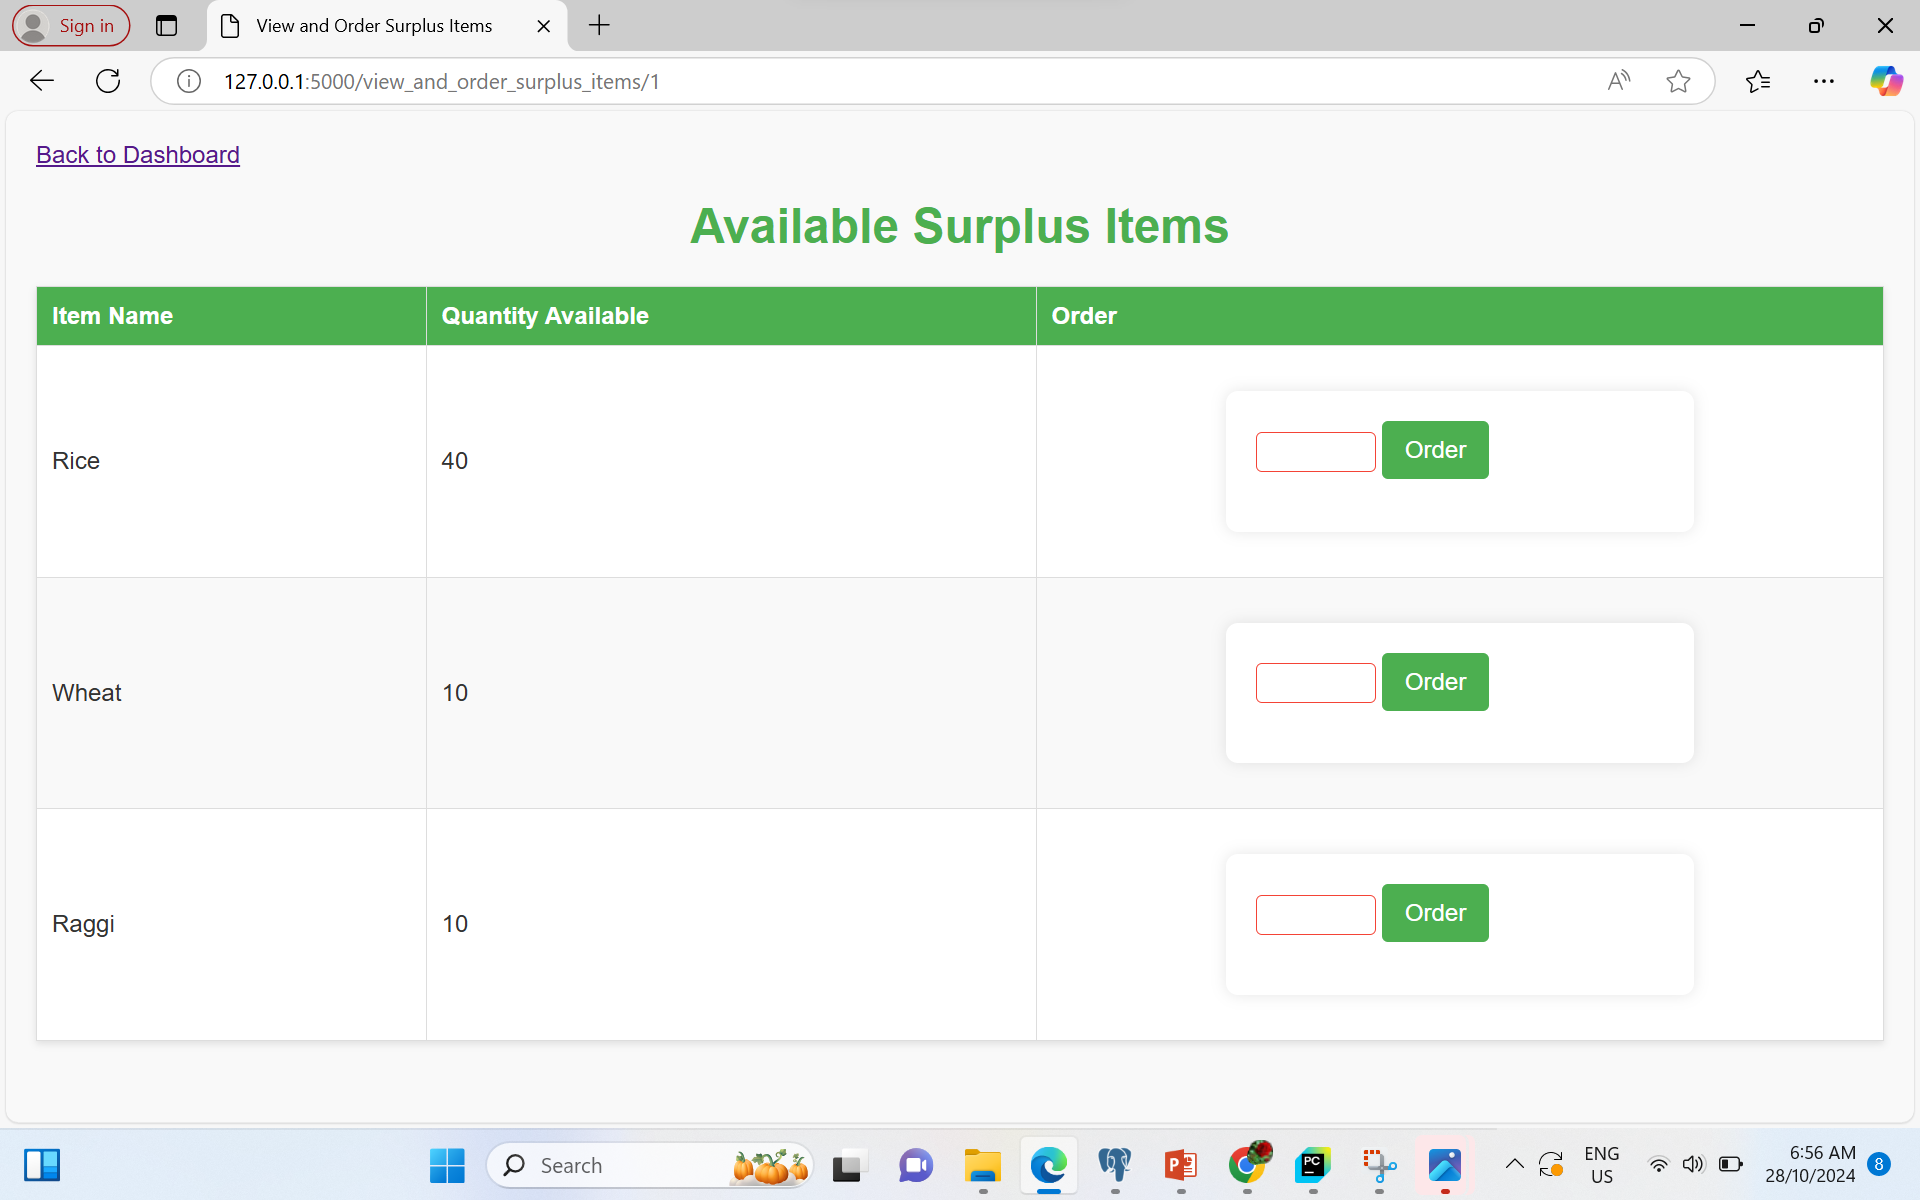 Sign in
View and Order Surplus Items
127.0.0.1:5000/view_and_order_surplus_items/1
Back to Dashboard
Available Surplus Items
Item Name Quantity Available Order
Rice 40 Order
Wheat 10 Order
Raggi 10 Order
Search
PC
ENG
US
6:56 AM
28/10/2024
8